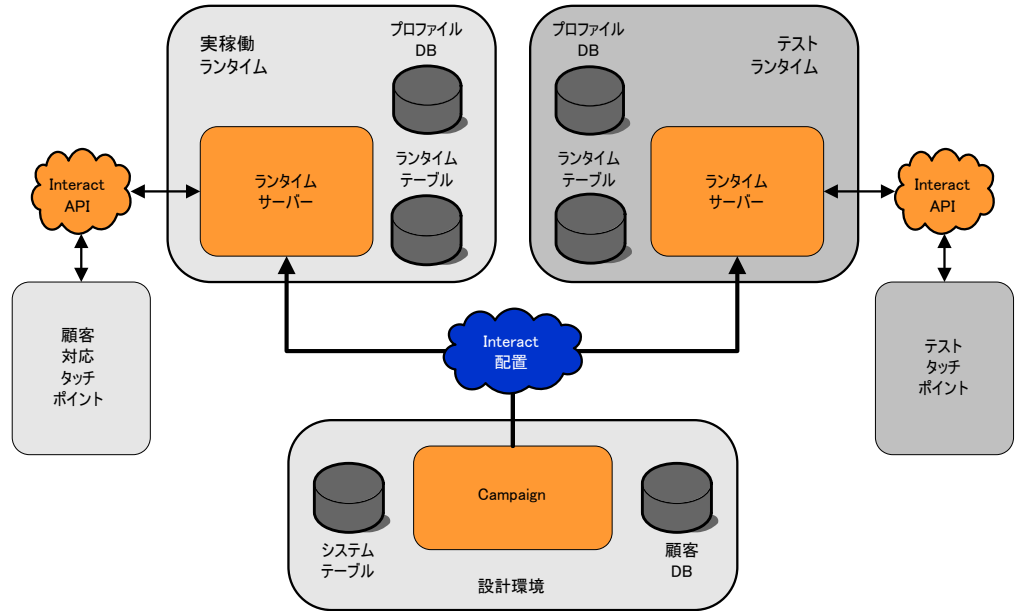 実稼働
ランタイム
プロファイル
DB
ランタイム
サーバー
ランタイム
テーブル
プロファイル
DB
テスト
ランタイム
ランタイム
テーブル
ランタイム
サーバー
Interact
API
Interact
API
顧客
対応
タッチ
ポイント
Interact
配置
テスト
タッチ
ポイント
Campaign
システム
テーブル
顧客
DB
設計環境